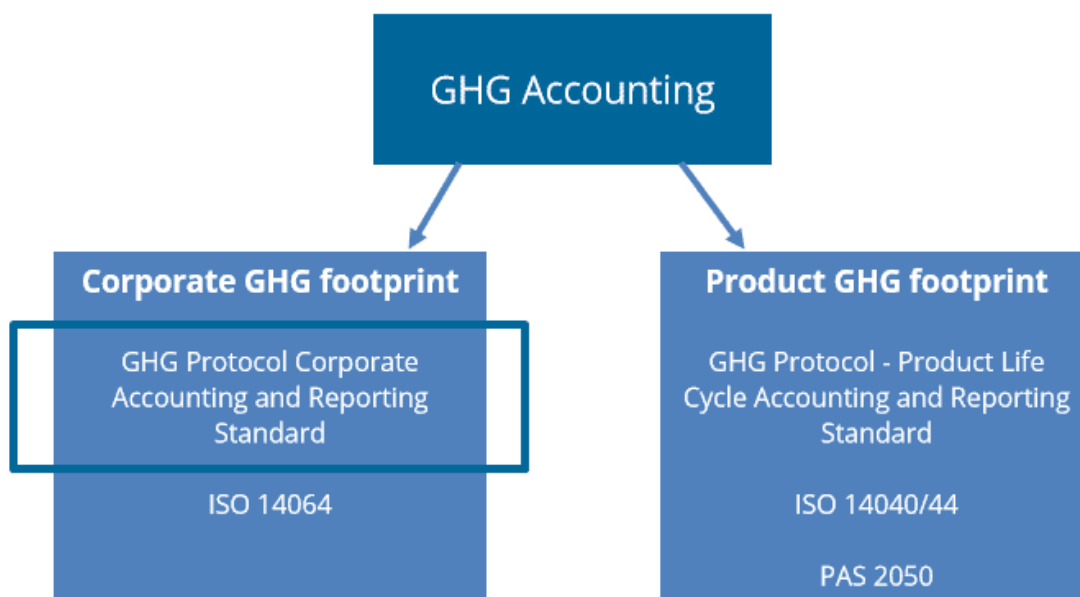 GHG Accounting
Corporate GHG footprint
GHG Protocol Corporate
Accounting and Reporting
Standard
ISO 14064
Product GHG footprint
GHG Protocol - Product Life
Cycle Accounting and Reporting
Standard
ISO 14040/44
PAS 2050